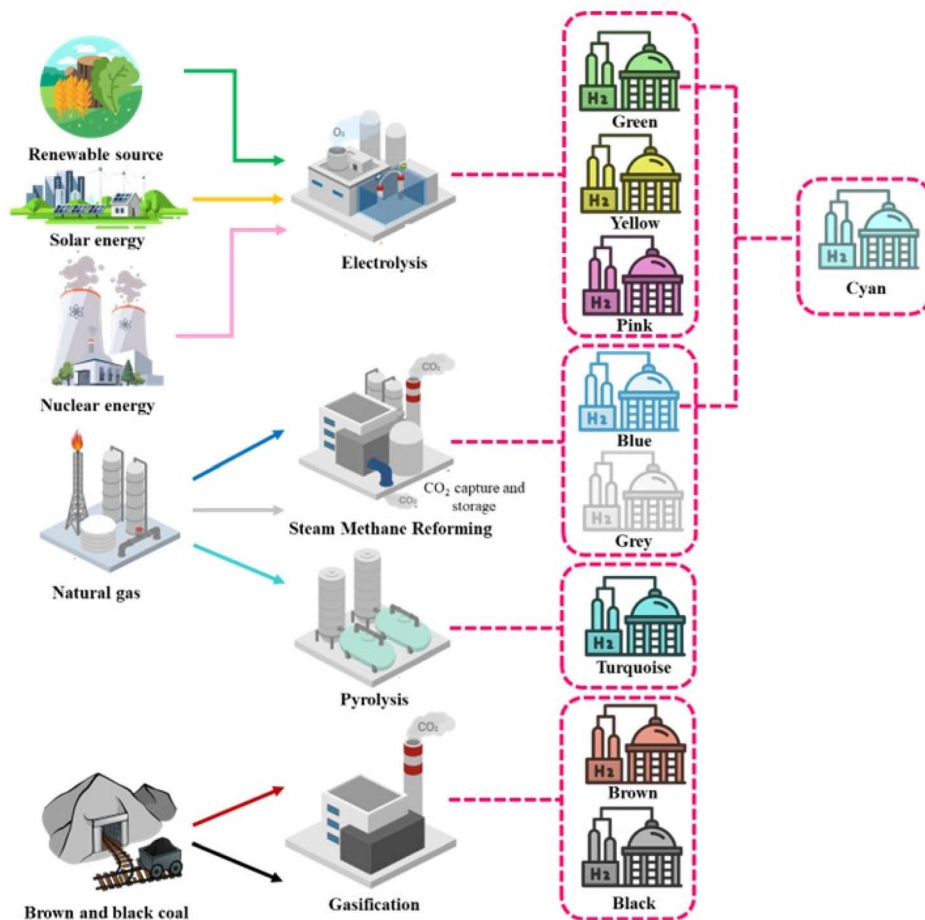 Renewable source
Solar energy
Nuclear energy
Natural gas
Brown and black coal
O₂
Electrolysis
CO₂
CO₂
CO₂ capture and
storage
Steam Methane Reforming
Pyrolysis
CO₂
Gasification
H2
Green
H2
Yellow
H2
Pink
H2
Blue
H2
Grey
H2
Turquoise
H2
Brown
H2
Black
H2
Cyan